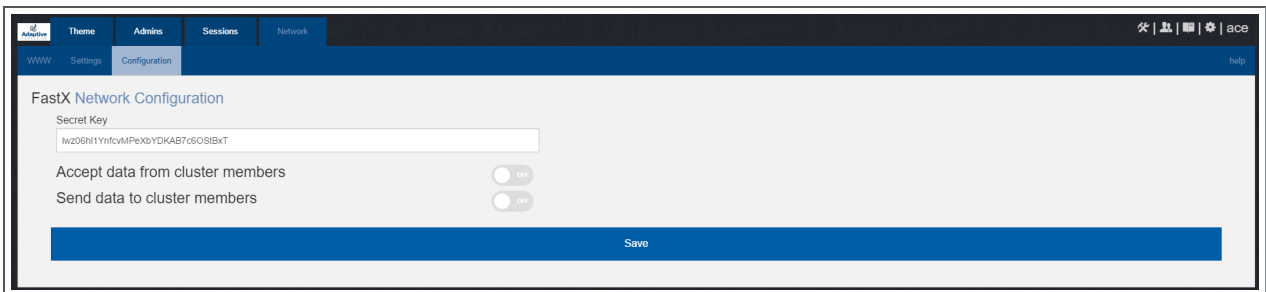 Adaptive Theme Admins Sessions Network | | | | ace
WWW Settings Configuration help
FastX Network Configuration
Secret Key
Iwz06hI1YnfcvMPeXbYDKAB7c6OStBxT
Accept data from cluster members OFF
Send data to cluster members OFF
Save